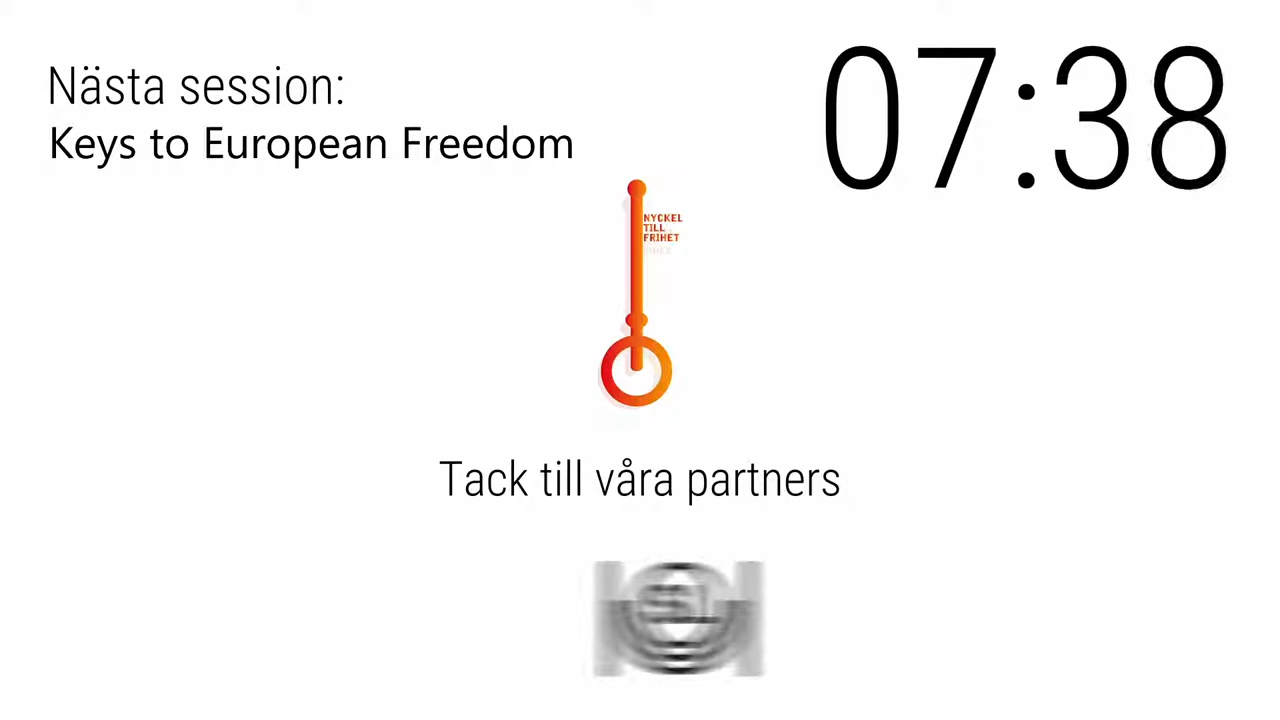 Nästa session:
Keys to European Freedom
07:38
NYCKEL
TILL
FRIHET
Tack till våra partners